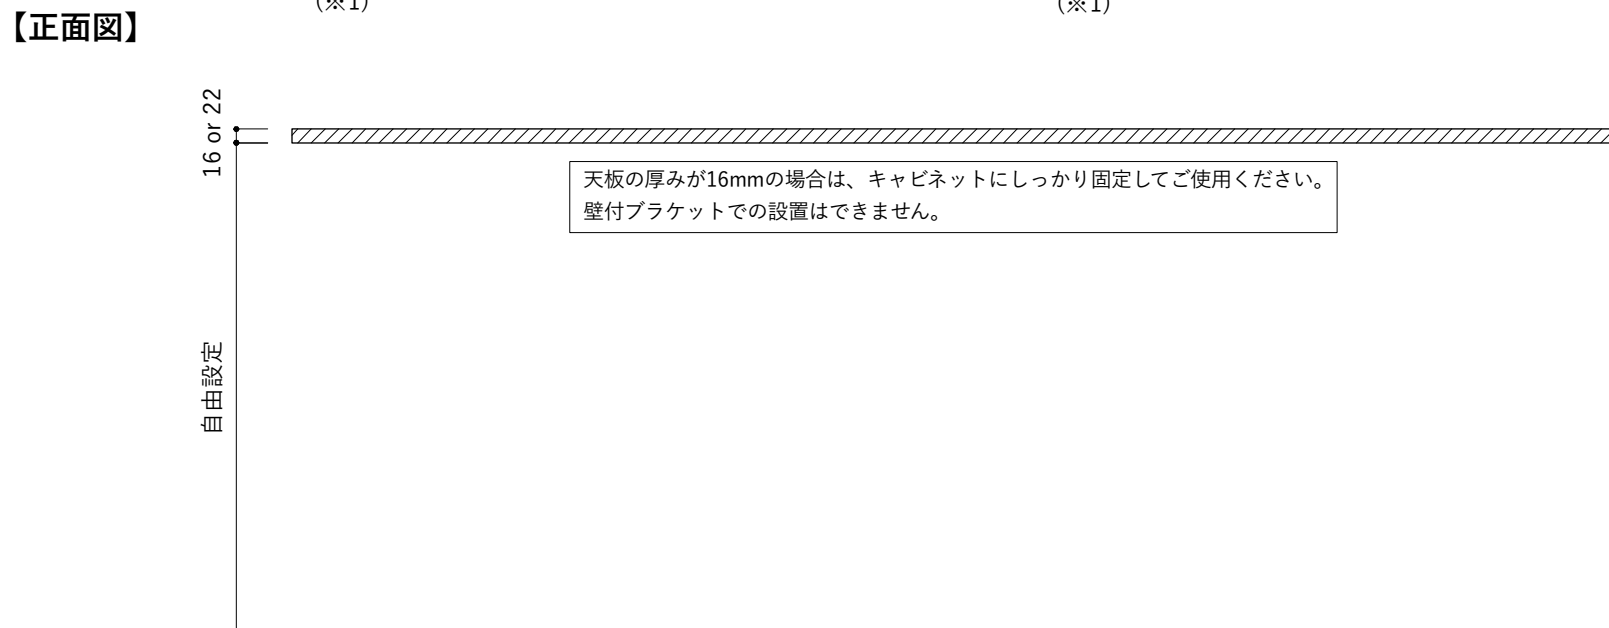 (※1)
(※1)
【正面図】
16 or 22
天板の厚みが16mmの場合は、キャビネットにしっかり固定してご使用ください。
壁付ブラケットでの設置はできません。
自由設定